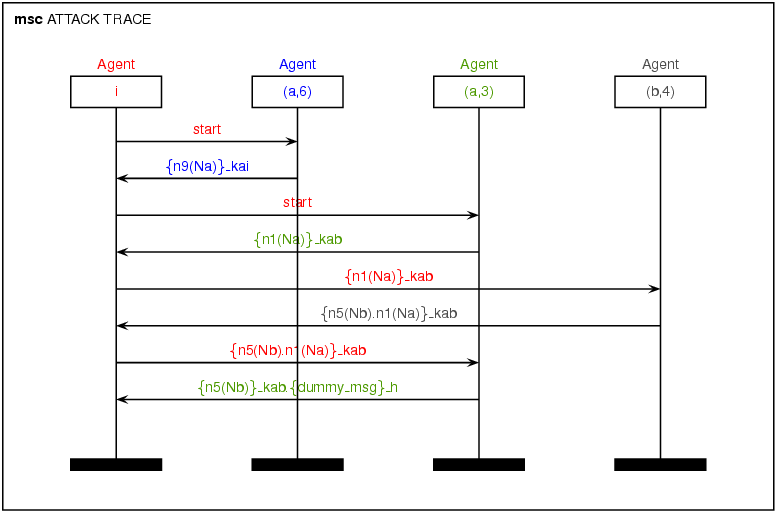 msc ATTACK TRACE
Agent Agent Agent Agent
i (a,6) (a,3) (b,4)
start
{n9(Na)}_kai
start
{n1(Na)}_kab
{n1(Na)}_kab
{n5(Nb).n1(Na)}_kab
{n5(Nb).n1(Na)}_kab
{n5(Nb)}_kab.{dummy_msg}_h